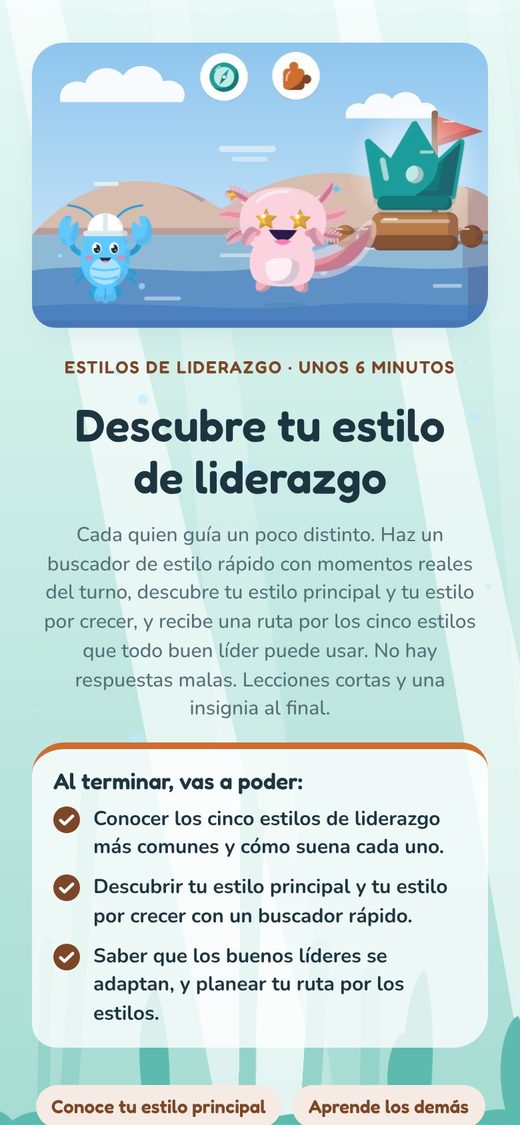 ESTILOS DE LIDERAZGO · UNOS 6 MINUTOS
Descubre tu estilo
de liderazgo
Cada quien guía un poco distinto. Haz un
buscador de estilo rápido con momentos reales
del turno, descubre tu estilo principal y tu estilo
por crecer, y recibe una ruta por los cinco estilos
que todo buen líder puede usar. No hay
respuestas malas. Lecciones cortas y una
insignia al final.
Al terminar, vas a poder:
Conocer los cinco estilos de liderazgo
más comunes y cómo suena cada uno.
Descubrir tu estilo principal y tu estilo
por crecer con un buscador rápido.
Saber que los buenos líderes se
adaptan, y planear tu ruta por los
estilos.
Conoce tu estilo principal
Aprende los demás